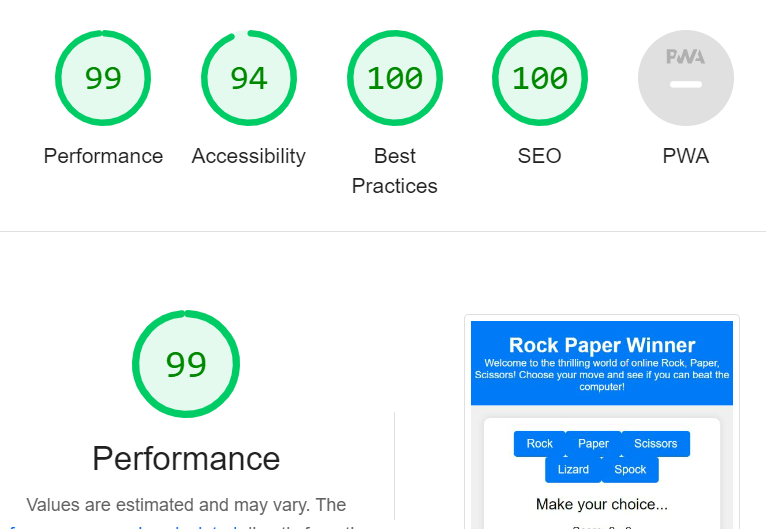 99
94
100
100
PWA
Performance
Accessibility
Best
Practices
SEO
PWA
99
Performance
Values are estimated and may vary. The
Rock Paper Winner
Welcome to the thrilling world of online Rock, Paper,
Scissors! Choose your move and see if you can beat the
computer!
Rock
Paper
Scissors
Lizard
Spock
Make your choice...